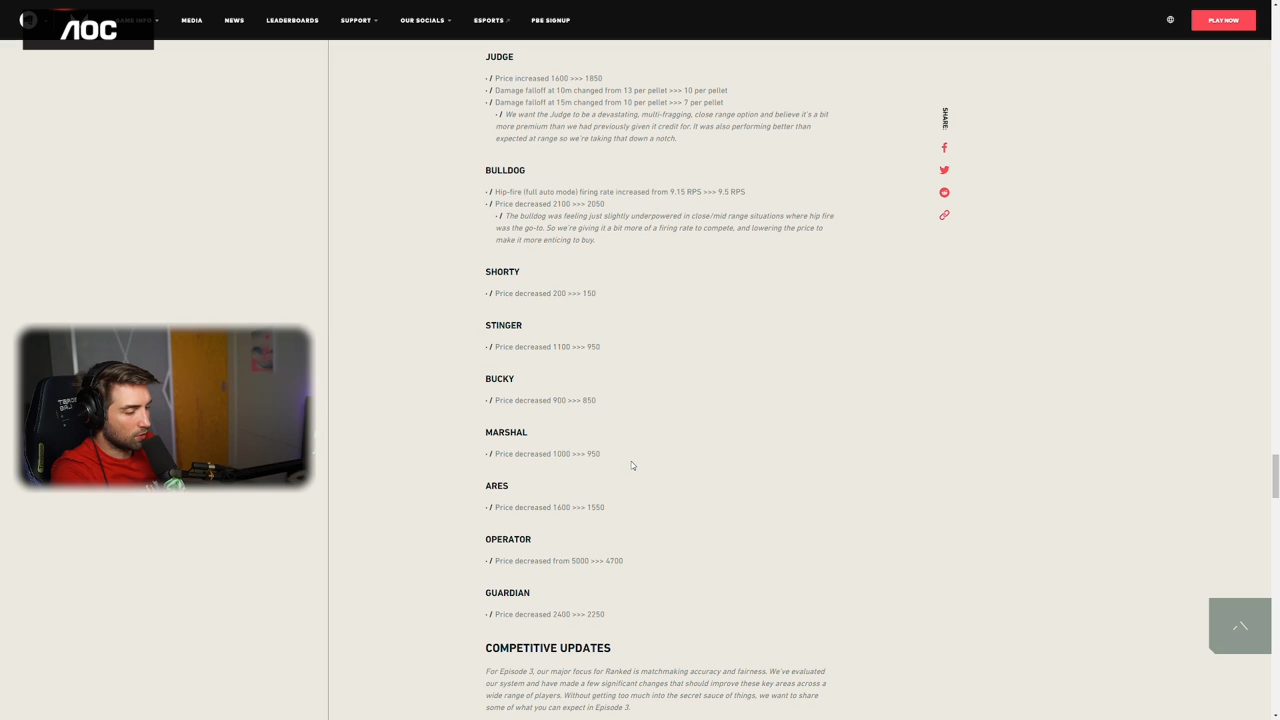 AOC
GAME INFO
MEDIA
NEWS
LEADERBOARDS
SUPPORT
OUR SOCIALS
ESPORTS
PBE SIGNUP
PLAY NOW
JUDGE
/ Price increased 1600 >>> 1850
/ Damage falloff at 10m changed from 13 per pellet >>> 10 per pellet
/ Damage falloff at 15m changed from 10 per pellet >>> 7 per pellet
/ We want the Judge to be a devastating, multi-fragging, close range option and believe it's a bit
more premium than we had previously given it credit for. It was also performing better than
expected at range so we're taking that down a notch.
SHARE:
BULLDOG
/ Hip-fire (full auto mode) firing rate increased from 9.15 RPS >>> 9.5 RPS
/ Price decreased 2100 >>> 2050
/ The bulldog was feeling just slightly underpowered in close/mid range situations where hip fire
was the go-to. So we're giving it a bit more of a firing rate to compete, and lowering the price to
make it more enticing to buy.
SHORTY
/ Price decreased 200 >>> 150
STINGER
/ Price decreased 1100 >>> 950
BUCKY
/ Price decreased 900 >>> 850
MARSHAL
/ Price decreased 1000 >>> 950
ARES
/ Price decreased 1600 >>> 1550
OPERATOR
/ Price decreased from 5000 >>> 4700
GUARDIAN
/ Price decreased 2400 >>> 2250
COMPETITIVE UPDATES
For Episode 3, our major focus for Ranked is matchmaking accuracy and fairness. We've evaluated
our system and have made a few significant changes that should improve these key areas across a
wide range of players. Without getting too much into the secret sauce of things, we want to share
some of what you can expect in Episode 3.